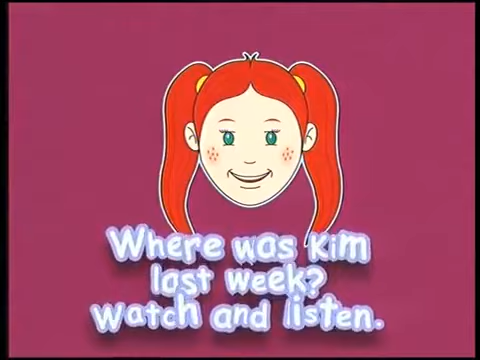 Where was Kim
last week?
Watch and listen.